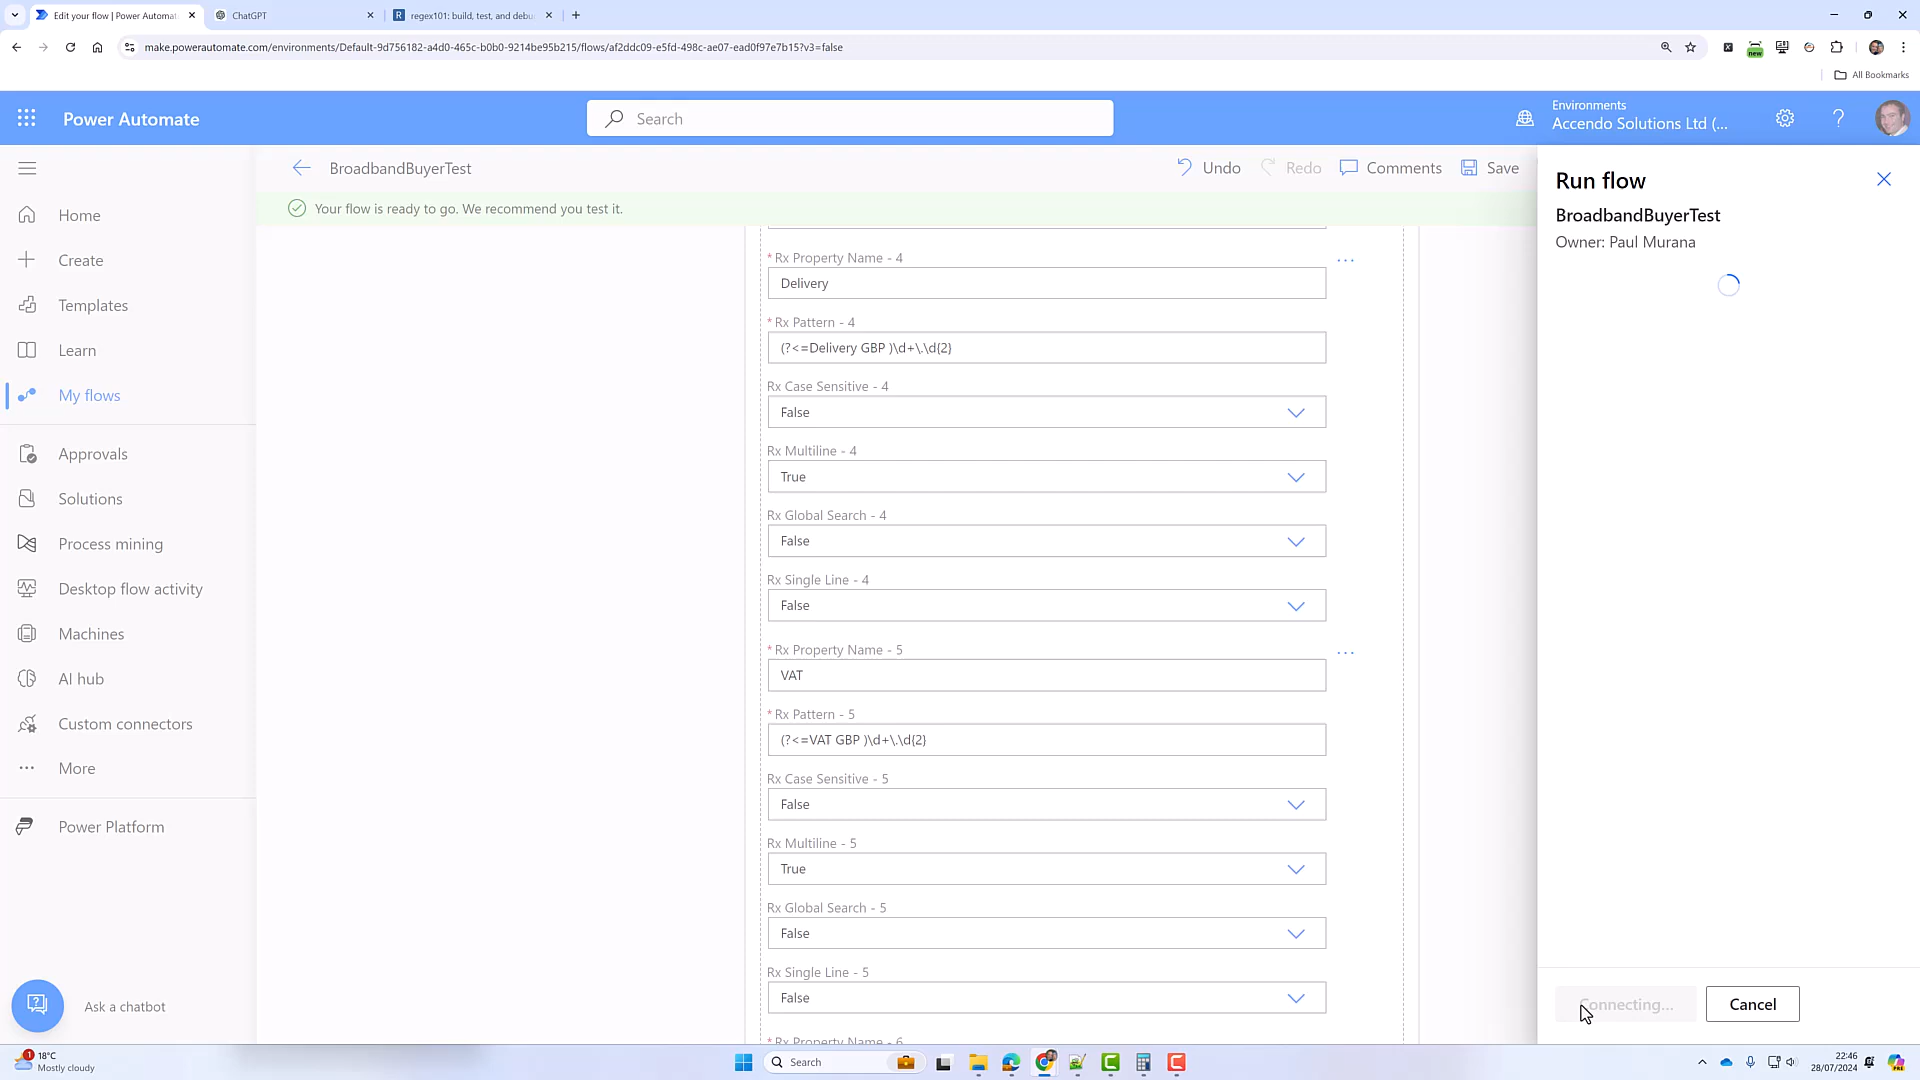 Edit your flow | Power Automat
ChatGPT
regex101: build, test, and debu
make.powerautomate.com/environments/Default-9d756182-a4d0-465c-b0b0-9214be95b215/flows/af2ddc09-e5fd-498c-ae07-ead0f97e7b15?v3=false
new
All Bookmarks
Power Automate
Search
Environments
Accendo Solutions Ltd (...
BroadbandBuyerTest
Undo
Redo
Comments
Save
Your flow is ready to go. We recommend you test it.
Home
Create
Templates
Learn
My flows
Approvals
Solutions
Process mining
Desktop flow activity
Machines
AI hub
Custom connectors
More
Power Platform
Ask a chatbot
* Rx Property Name - 4
Delivery
* Rx Pattern - 4
(?<=Delivery GBP )\d+\.\d{2}
Rx Case Sensitive - 4
False
Rx Multiline - 4
True
Rx Global Search - 4
False
Rx Single Line - 4
False
* Rx Property Name - 5
VAT
* Rx Pattern - 5
(?<=VAT GBP )\d+\.\d{2}
Rx Case Sensitive - 5
False
Rx Multiline - 5
True
Rx Global Search - 5
False
Rx Single Line - 5
False
* Rx Property Name - 6
Run flow
BroadbandBuyerTest
Owner: Paul Murana
Connecting...
Cancel
1
18°C
Mostly cloudy
Search
22:46
28/07/2024
PRE